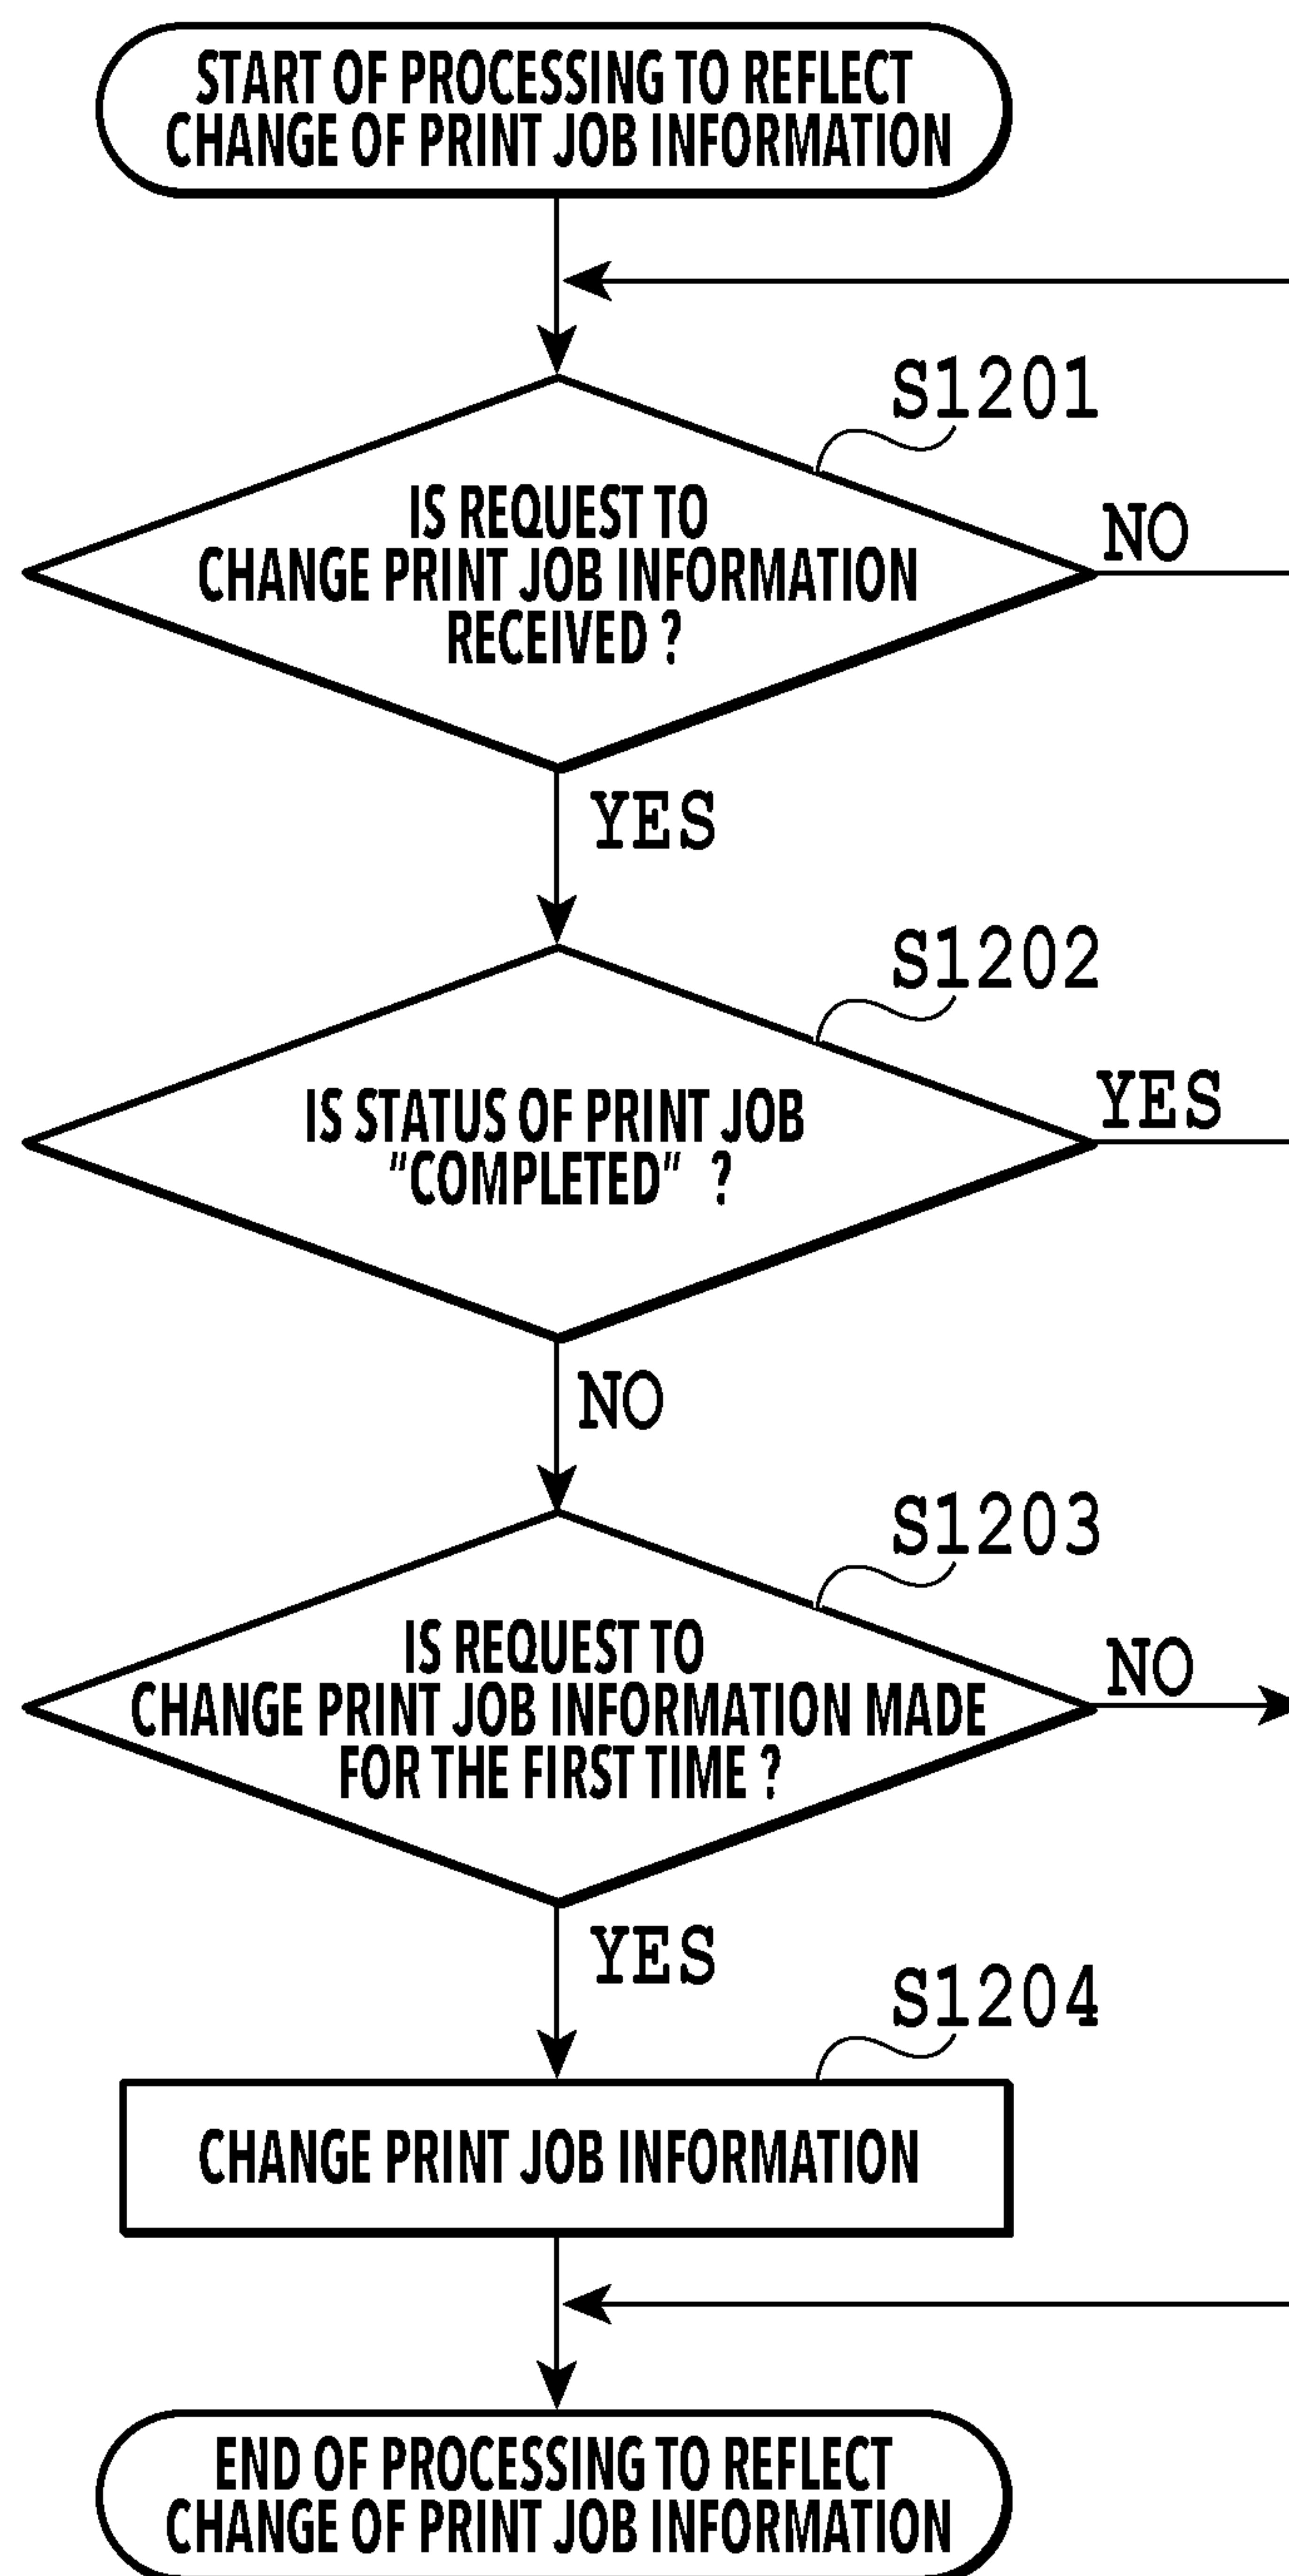 START OF PROCESSING TO REFLECT
CHANGE OF PRINT JOB INFORMATION
S1201
IS REQUEST TO
CHANGE PRINT JOB INFORMATION
RECEIVED ?
NO
YES
S1202
IS STATUS OF PRINT JOB
"COMPLETED" ?
YES
NO
S1203
IS REQUEST TO
CHANGE PRINT JOB INFORMATION MADE
FOR THE FIRST TIME ?
NO
YES
S1204
CHANGE PRINT JOB INFORMATION
END OF PROCESSING TO REFLECT
CHANGE OF PRINT JOB INFORMATION